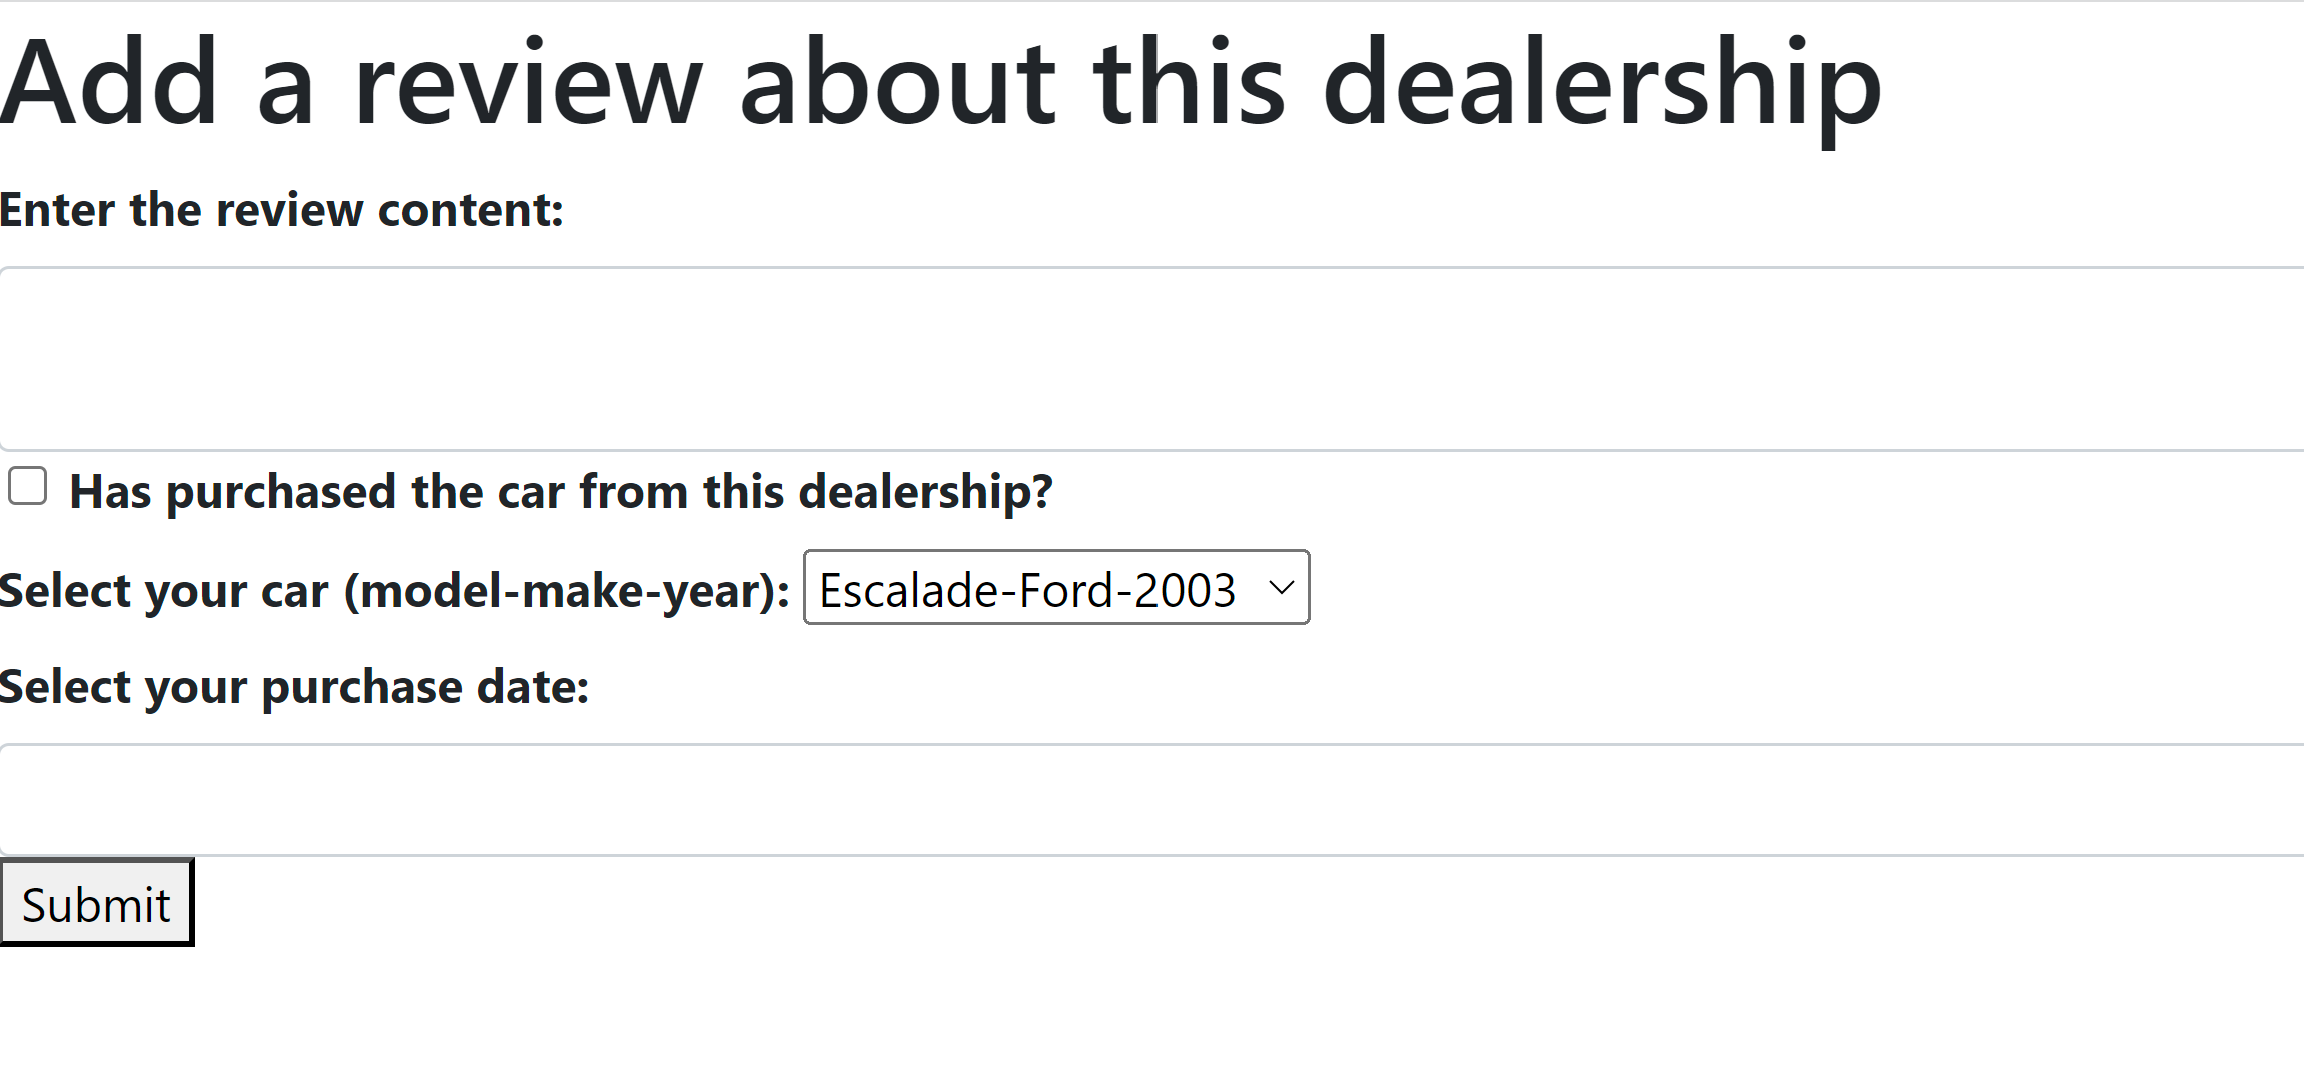 Add a review about this dealership
Enter the review content:
Has purchased the car from this dealership?
Select your car (model-make-year): Escalade-Ford-2003
Select your purchase date:
Submit